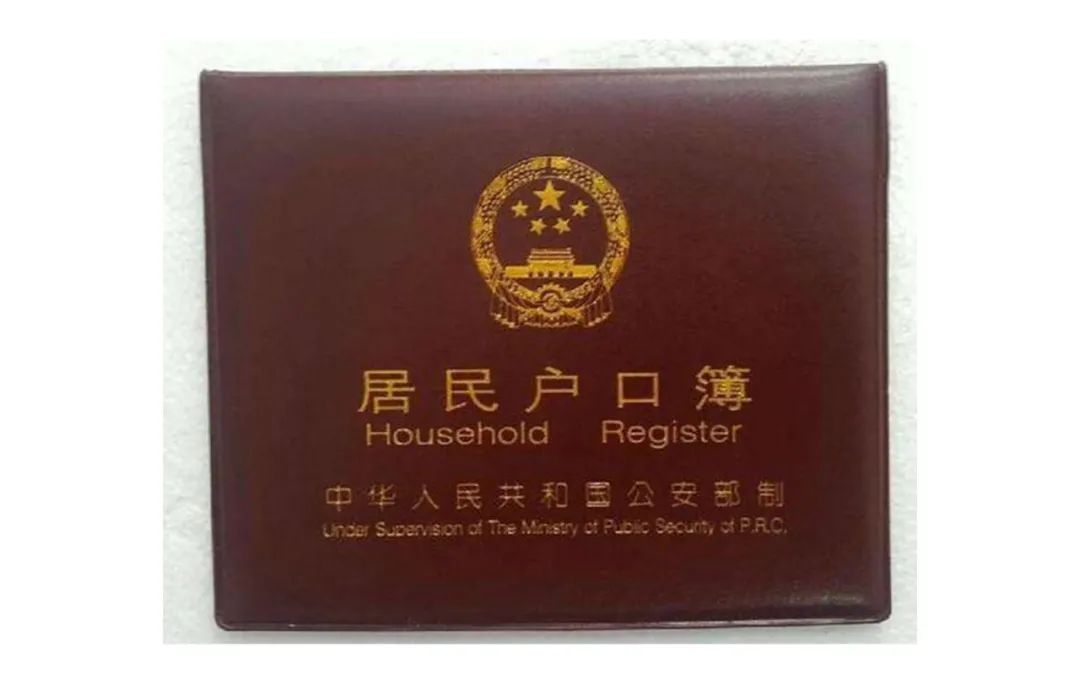 居民户口簿
Household Register
中华人民共和国公安部制
Under Supervision of The Ministry of Public Security of P.R.C.